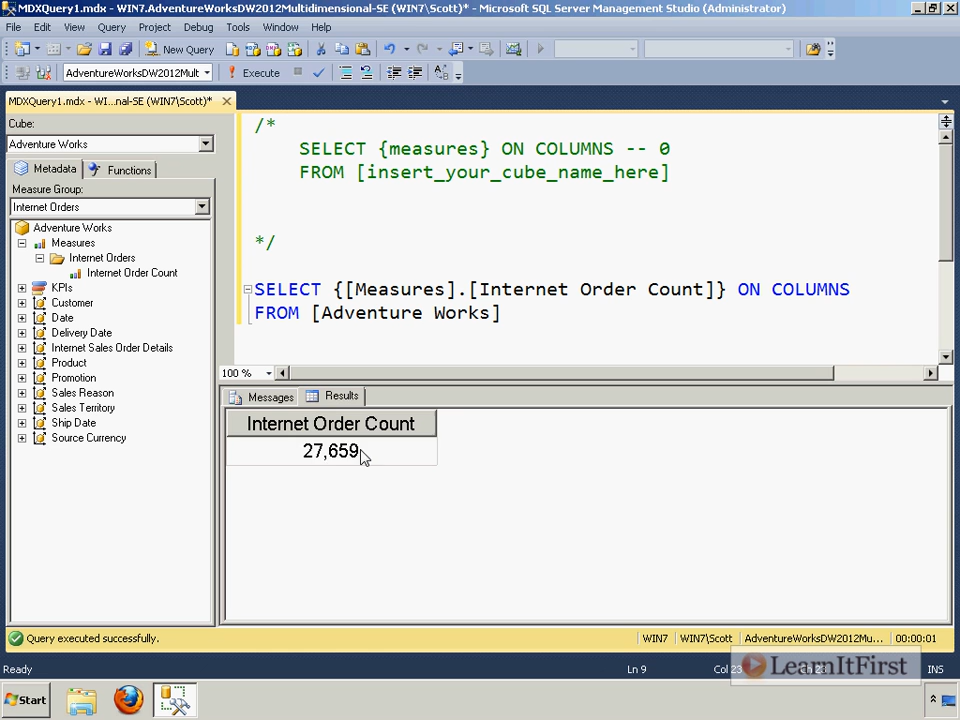 MDXQuery1.mdx - WIN7.AdventureWorksDW2012Multidimensional-SE (WIN7\Scott)* - Microsoft SQL Server Management Studio (Administrator)
File Edit View Query Project Debug Tools Window Help
New Query
AdventureWorksDW2012Mult Execute
MDXQuery1.mdx - WI...nal-SE (WIN7\Scott)*
Cube:
Adventure Works
Metadata Functions
Measure Group:
Internet Orders
Adventure Works
Measures
Internet Orders
Internet Order Count
KPIs
Customer
Date
Delivery Date
Internet Sales Order Details
Product
Promotion
Sales Reason
Sales Territory
Ship Date
Source Currency
/*
SELECT {measures} ON COLUMNS -- 0
FROM [insert_your_cube_name_here]
*/
SELECT {[Measures].[Internet Order Count]} ON COLUMNS
FROM [Adventure Works]
100 %
Messages Results
Internet Order Count
27,659
Query executed successfully. WIN7 WIN7\Scott AdventureWorksDW2012Mu... 00:00:01
Ready Ln 9 Col 23 INS
LearnItFirst
Start